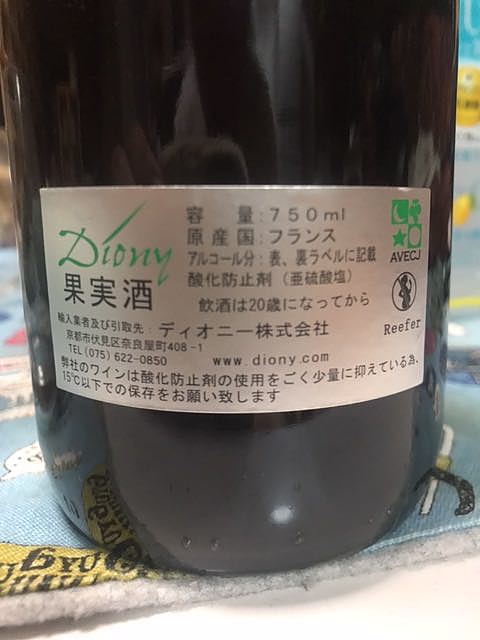 Diony
果実酒
容 量:750ml
原産国:フランス
アルコール分:表、裏ラベルに記載
酸化防止剤(亜硫酸塩)
飲酒は20歳になってから
輸入業者及び引取先:ディオニー株式会社
京都市伏見区奈良屋町408-1
TEL(075)622-0850 www.diony.com
弊社のワインは酸化防止剤の使用をごく少量に抑えている為、
15℃以下での保存をお願い致します
AVECJ
Reefer